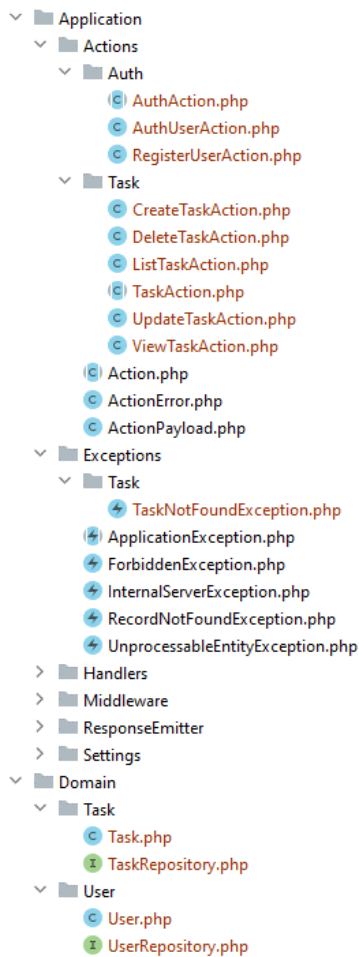 Application
Actions
Auth
AuthAction.php
AuthUserAction.php
RegisterUserAction.php
Task
CreateTaskAction.php
DeleteTaskAction.php
ListTaskAction.php
TaskAction.php
UpdateTaskAction.php
ViewTaskAction.php
Action.php
ActionError.php
ActionPayload.php
Exceptions
Task
TaskNotFoundException.php
ApplicationException.php
ForbiddenException.php
InternalServerException.php
RecordNotFoundException.php
UnprocessableEntityException.php
Handlers
Middleware
ResponseEmitter
Settings
Domain
Task
Task.php
TaskRepository.php
User
User.php
UserRepository.php